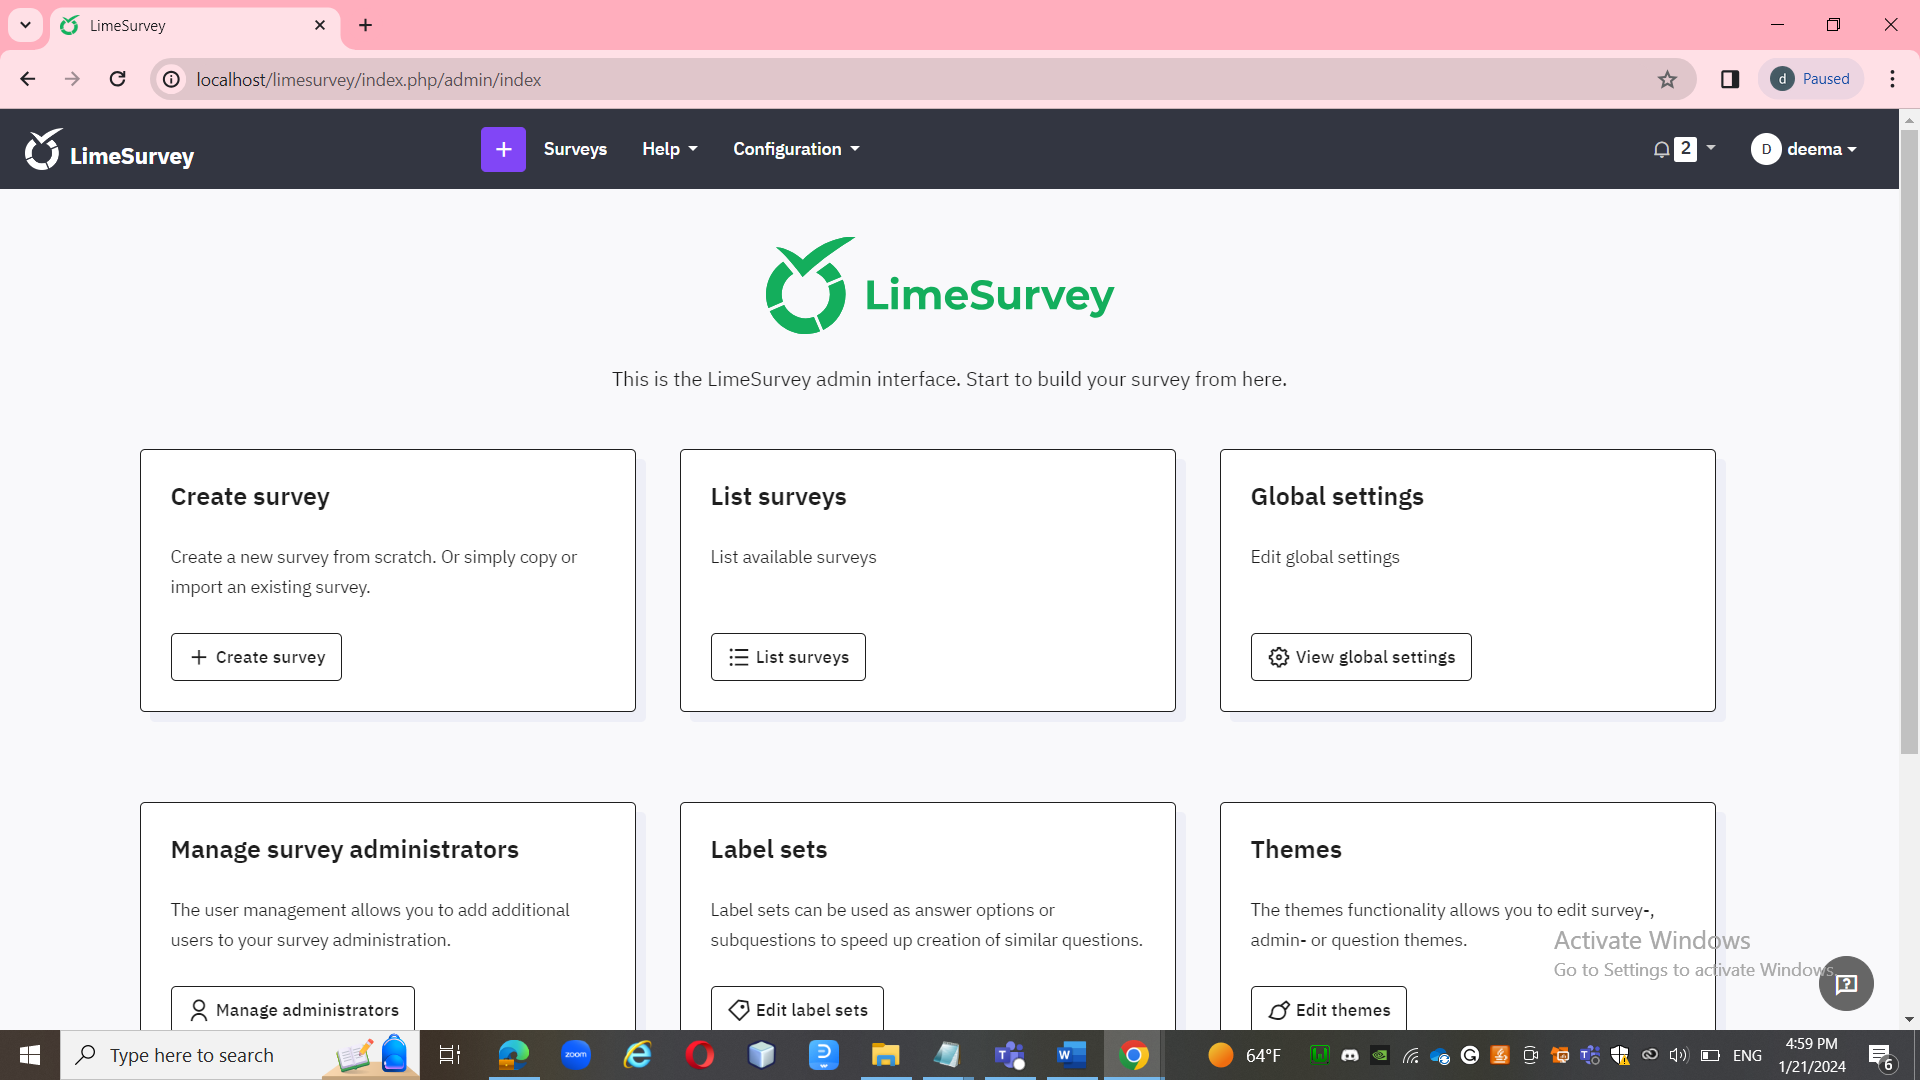 LimeSurvey
localhost/limesurvey/index.php/admin/index
d Paused
LimeSurvey
+ Surveys Help Configuration
2
D deema
LimeSurvey
This is the LimeSurvey admin interface. Start to build your survey from here.
Create survey
Create a new survey from scratch. Or simply copy or
import an existing survey.
Create survey
List surveys
List available surveys
List surveys
Global settings
Edit global settings
View global settings
Manage survey administrators
The user management allows you to add additional
users to your survey administration.
Manage administrators
Label sets
Label sets can be used as answer options or
subquestions to speed up creation of similar questions.
Edit label sets
Themes
The themes functionality allows you to edit survey-,
admin- or question themes.
Edit themes
Activate Windows
Go to Settings to activate Windows.
Type here to search
zoom
64°F
ENG
4:59 PM
1/21/2024
6